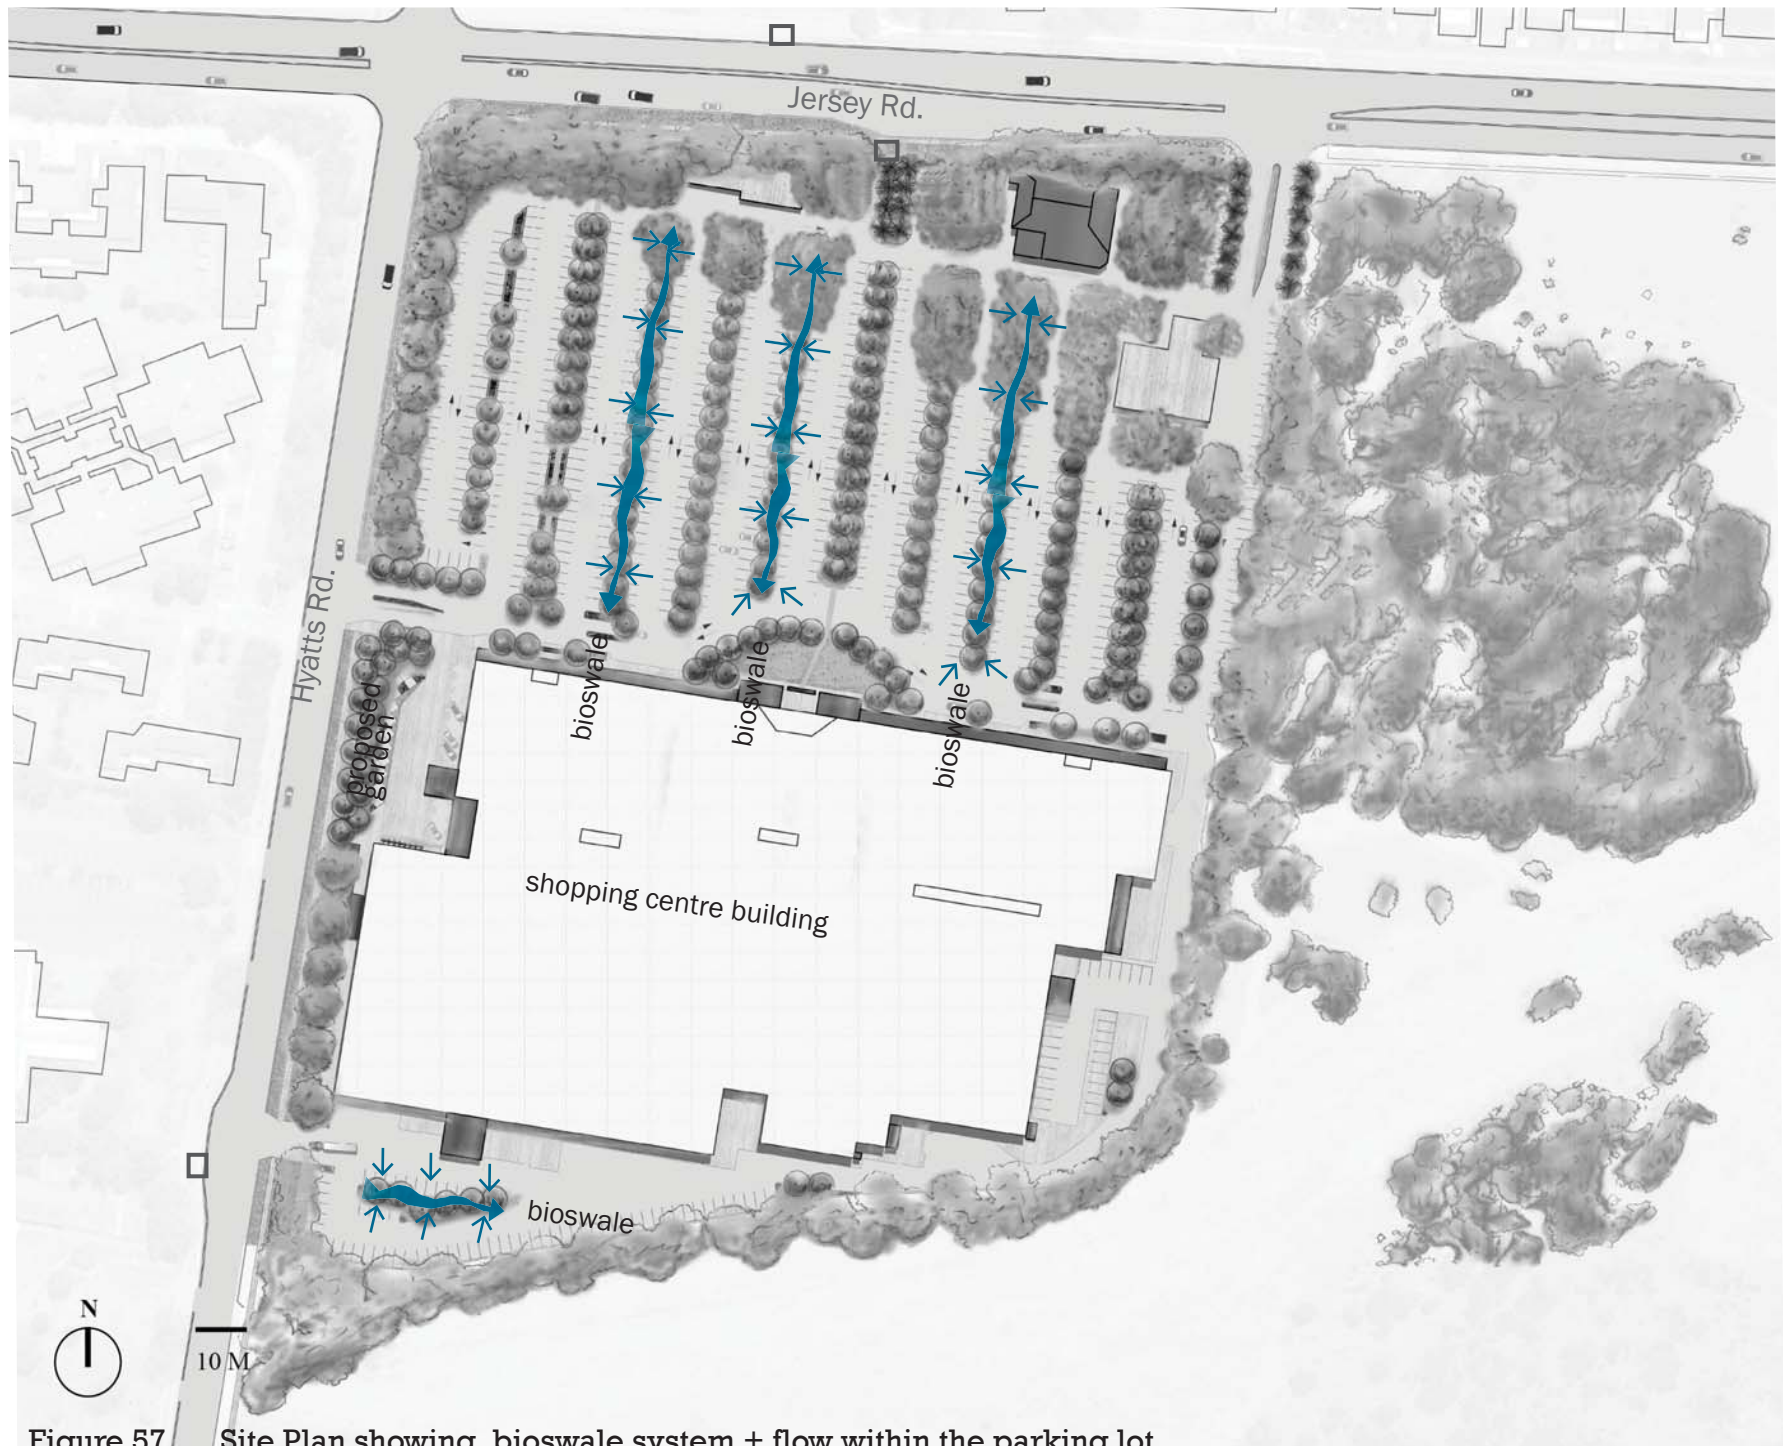 Jersey Rd.
Hyatts Rd.
bioswale
bioswale
bioswale
proposed
garden
shopping centre building
bioswale
N
10 M
Figure 57 Site Plan showing bioswale system + flow within the parking lot